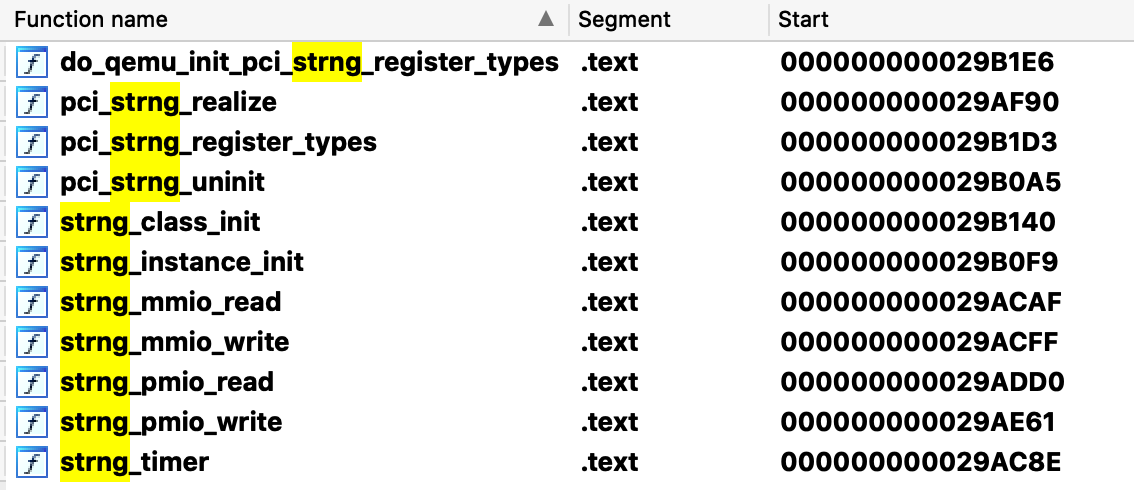 Function name Segment Start
f do_qemu_init_pci_strng_register_types .text 000000000029B1E6
f pci_strng_realize .text 000000000029AF90
f pci_strng_register_types .text 000000000029B1D3
f pci_strng_uninit .text 000000000029B0A5
f strng_class_init .text 000000000029B140
f strng_instance_init .text 000000000029B0F9
f strng_mmio_read .text 000000000029ACAF
f strng_mmio_write .text 000000000029ACFF
f strng_pmio_read .text 000000000029ADD0
f strng_pmio_write .text 000000000029AE61
f strng_timer .text 000000000029AC8E